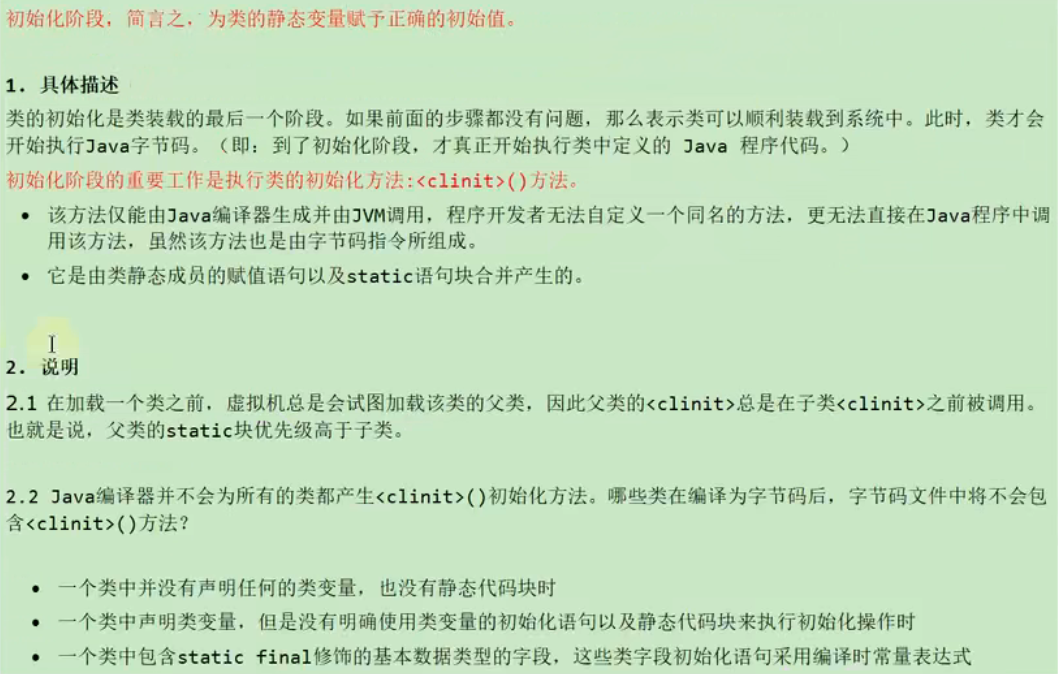 初始化阶段，简言之，为类的静态变量赋予正确的初始值。
1. 具体描述
类的初始化是类装载的最后一个阶段。如果前面的步骤都没有问题，那么表示类可以顺利装载到系统中。此时，类才会
开始执行Java字节码。（即：到了初始化阶段，才真正开始执行类中定义的 Java 程序代码。）
初始化阶段的重要工作是执行类的初始化方法:<clinit>()方法。
• 该方法仅能由Java编译器生成并由JVM调用，程序开发者无法自定义一个同名的方法，更无法直接在Java程序中调
用该方法，虽然该方法也是由字节码指令所组成。
• 它是由类静态成员的赋值语句以及static语句块合并产生的。
2. 说明
2.1 在加载一个类之前，虚拟机总是会试图加载该类的父类，因此父类的<clinit>总是在子类<clinit>之前被调用。
也就是说，父类的static块优先级高于子类。
2.2 Java编译器并不会为所有的类都产生<clinit>()初始化方法。哪些类在编译为字节码后，字节码文件中将不会包
含<clinit>()方法？
• 一个类中并没有声明任何的类变量，也没有静态代码块时
• 一个类中声明类变量，但是没有明确使用类变量的初始化语句以及静态代码块来执行初始化操作时
• 一个类中包含static final修饰的基本数据类型的字段，这些类字段初始化语句采用编译时常量表达式